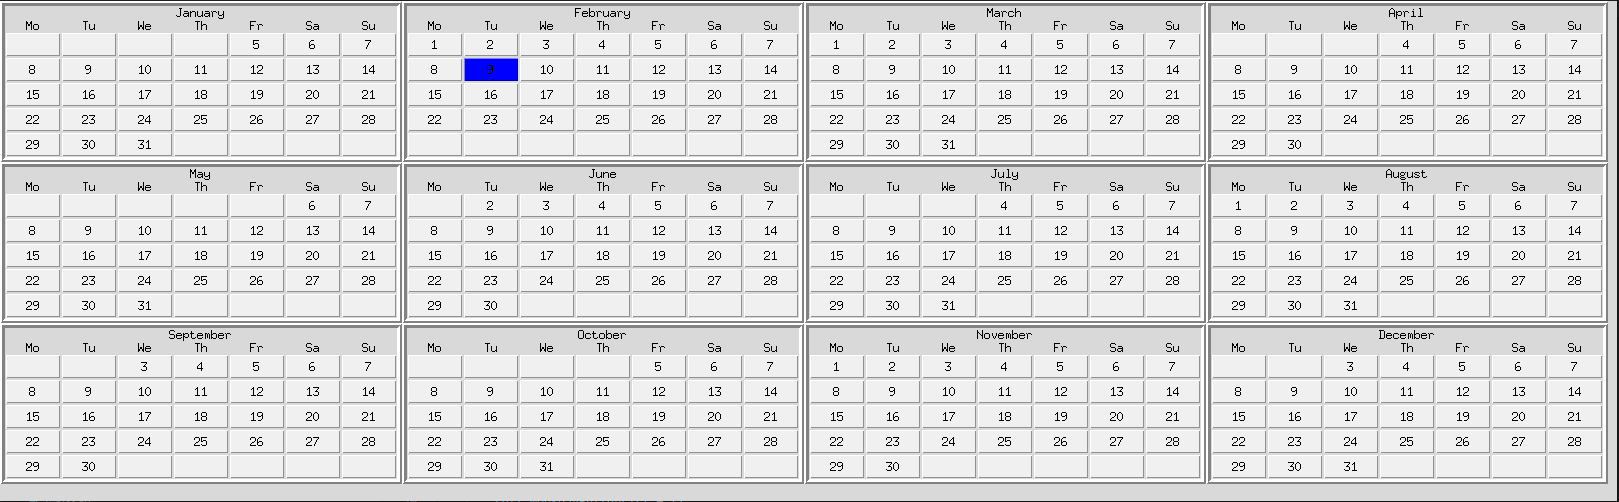 January
Mo Tu We Th Fr Sa Su
5 6 7
8 9 10 11 12 13 14
15 16 17 18 19 20 21
22 23 24 25 26 27 28
29 30 31
February
Mo Tu We Th Fr Sa Su
1 2 3 4 5 6 7
8 9 10 11 12 13 14
15 16 17 18 19 20 21
22 23 24 25 26 27 28
March
Mo Tu We Th Fr Sa Su
1 2 3 4 5 6 7
8 9 10 11 12 13 14
15 16 17 18 19 20 21
22 23 24 25 26 27 28
29 30 31
April
Mo Tu We Th Fr Sa Su
4 5 6 7
8 9 10 11 12 13 14
15 16 17 18 19 20 21
22 23 24 25 26 27 28
29 30
May
Mo Tu We Th Fr Sa Su
6 7
8 9 10 11 12 13 14
15 16 17 18 19 20 21
22 23 24 25 26 27 28
29 30 31
June
Mo Tu We Th Fr Sa Su
2 3 4 5 6 7
8 9 10 11 12 13 14
15 16 17 18 19 20 21
22 23 24 25 26 27 28
29 30
July
Mo Tu We Th Fr Sa Su
4 5 6 7
8 9 10 11 12 13 14
15 16 17 18 19 20 21
22 23 24 25 26 27 28
29 30 31
August
Mo Tu We Th Fr Sa Su
1 2 3 4 5 6 7
8 9 10 11 12 13 14
15 16 17 18 19 20 21
22 23 24 25 26 27 28
29 30 31
September
Mo Tu We Th Fr Sa Su
3 4 5 6 7
8 9 10 11 12 13 14
15 16 17 18 19 20 21
22 23 24 25 26 27 28
29 30
October
Mo Tu We Th Fr Sa Su
5 6 7
8 9 10 11 12 13 14
15 16 17 18 19 20 21
22 23 24 25 26 27 28
29 30 31
November
Mo Tu We Th Fr Sa Su
1 2 3 4 5 6 7
8 9 10 11 12 13 14
15 16 17 18 19 20 21
22 23 24 25 26 27 28
29 30
December
Mo Tu We Th Fr Sa Su
3 4 5 6 7
8 9 10 11 12 13 14
15 16 17 18 19 20 21
22 23 24 25 26 27 28
29 30 31